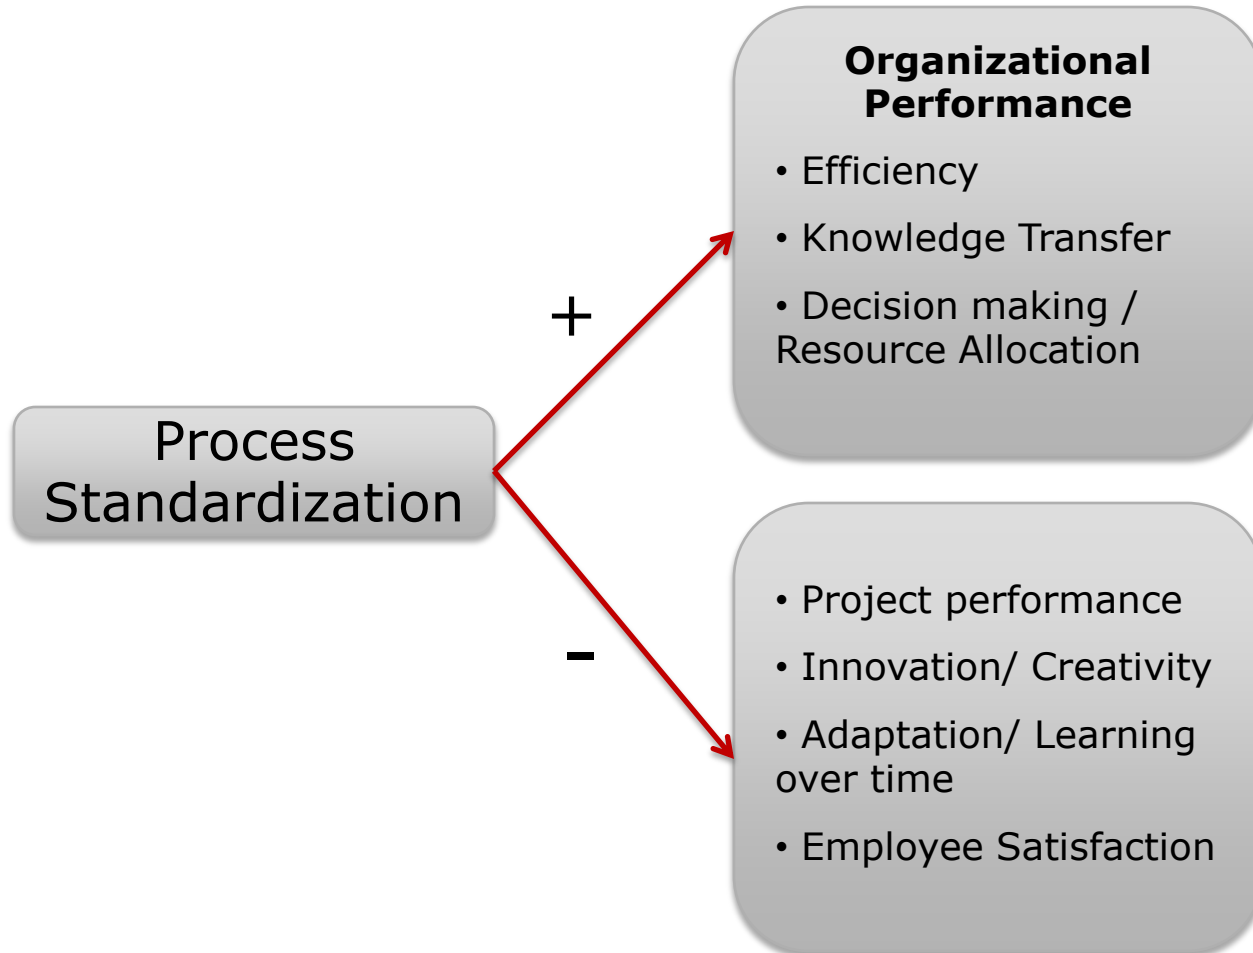 Organizational
Performance
• Efficiency
• Knowledge Transfer
• Decision making /
Resource Allocation
+
Process
Standardization
-
• Project performance
• Innovation/ Creativity
• Adaptation/ Learning
over time
• Employee Satisfaction